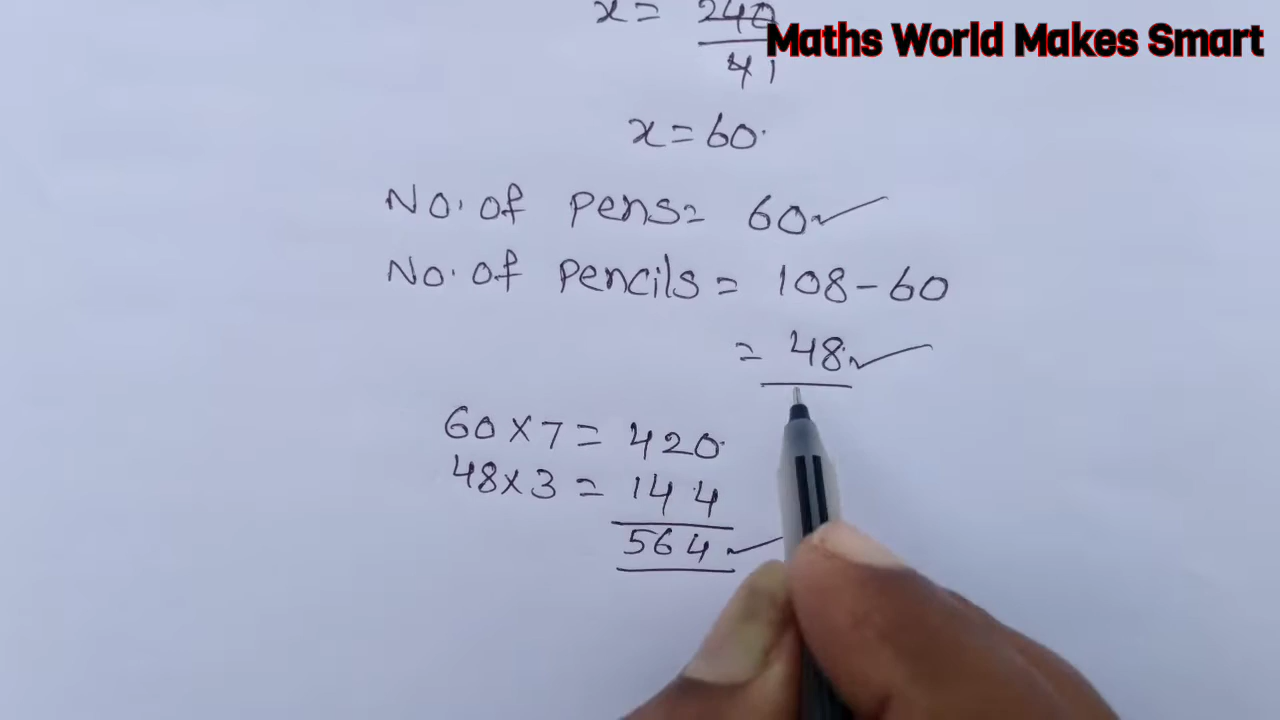 x = 240
Maths World Makes Smart
4 1
x = 60.
No. of pens = 60 ✓
No. of pencils = 108 - 60
= 48. ✓
60 x 7 = 420.
48 x 3 = 144
564 ✓